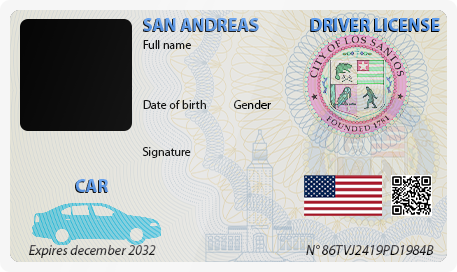 SAN ANDREAS DRIVER LICENSE
Full name
CITY OF LOS SANTOS
FOUNDED 1781
Date of birth Gender
Signature
CAR
Expires december 2032
N° 86TVJ2419PD1984B